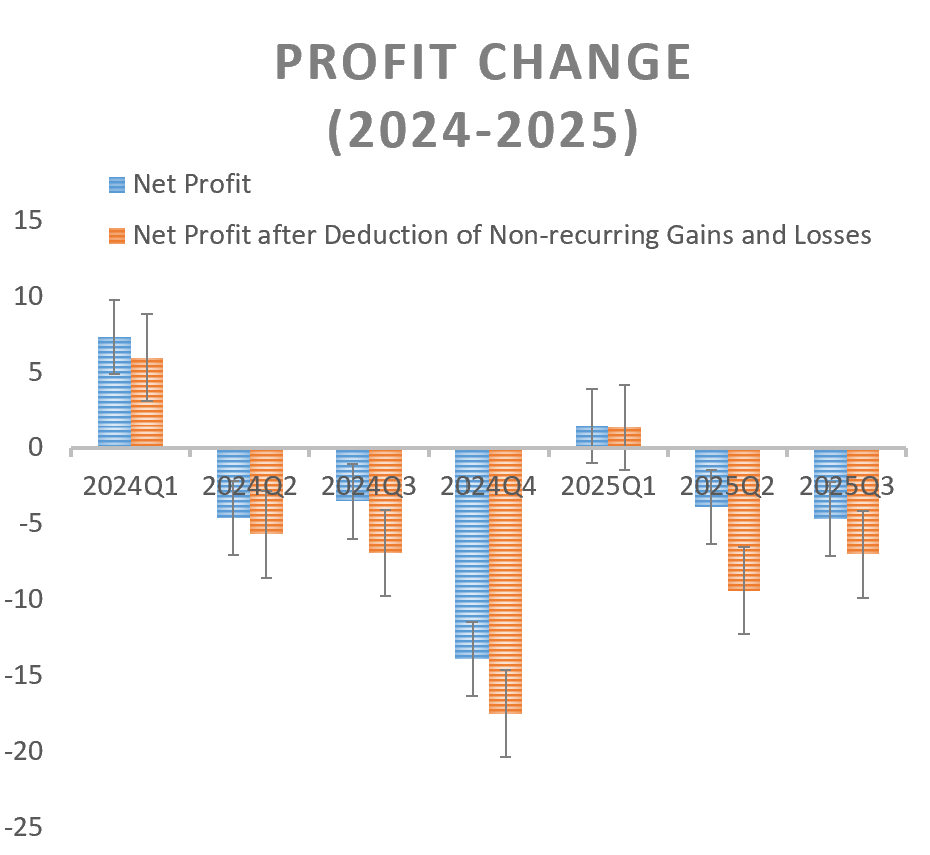 PROFIT CHANGE
(2024-2025)
Net Profit
Net Profit after Deduction of Non-recurring Gains and Losses
15
10
5
0
-5
-10
-15
-20
-25
2024Q1 2024Q2 2024Q3 2024Q4 2025Q1 2025Q2 2025Q3